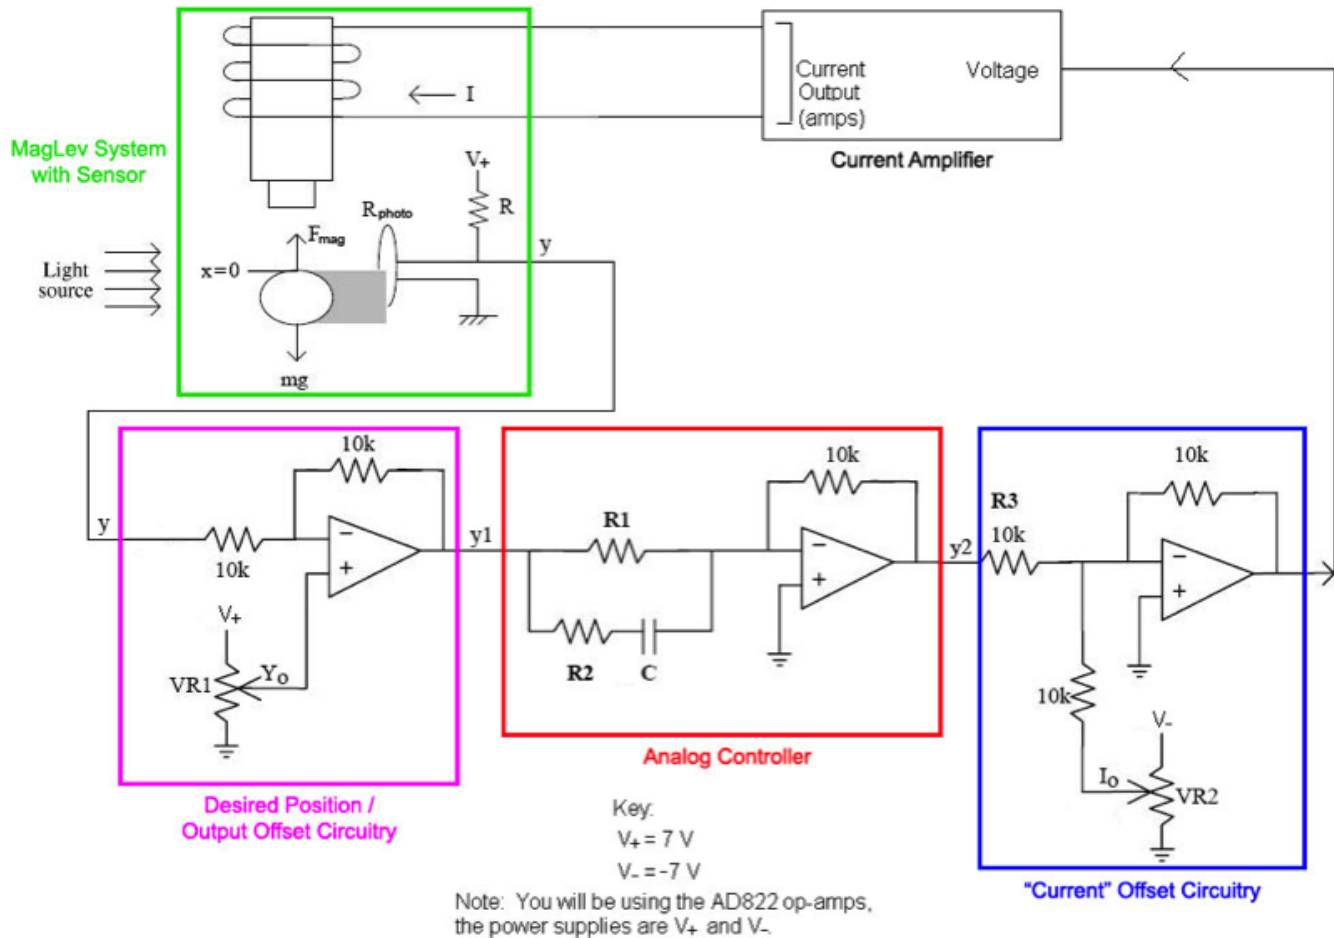 Current
Output
(amps)
Voltage
Current Amplifier
I
MagLev System
with Sensor
V+
R
Rphoto
Fmag
y
x=0
Light
source
mg
10k
10k
10k
y
10k
y1
R1
y2
R3
10k
V+
VR1
Yo
R2
C
10k
V-
Io
VR2
Desired Position /
Output Offset Circuitry
Analog Controller
"Current" Offset Circuitry
Key:
V+ = 7 V
V- = -7 V
Note: You will be using the AD822 op-amps,
the power supplies are V+ and V-.